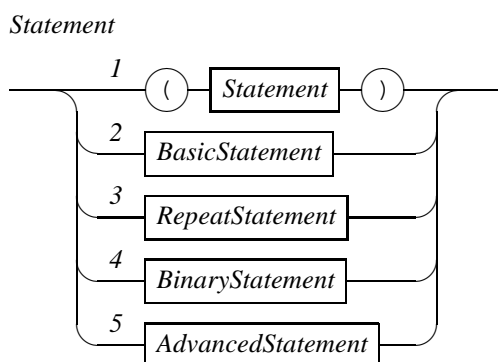 Statement
1 ( Statement )
2 BasicStatement
3 RepeatStatement
4 BinaryStatement
5 AdvancedStatement